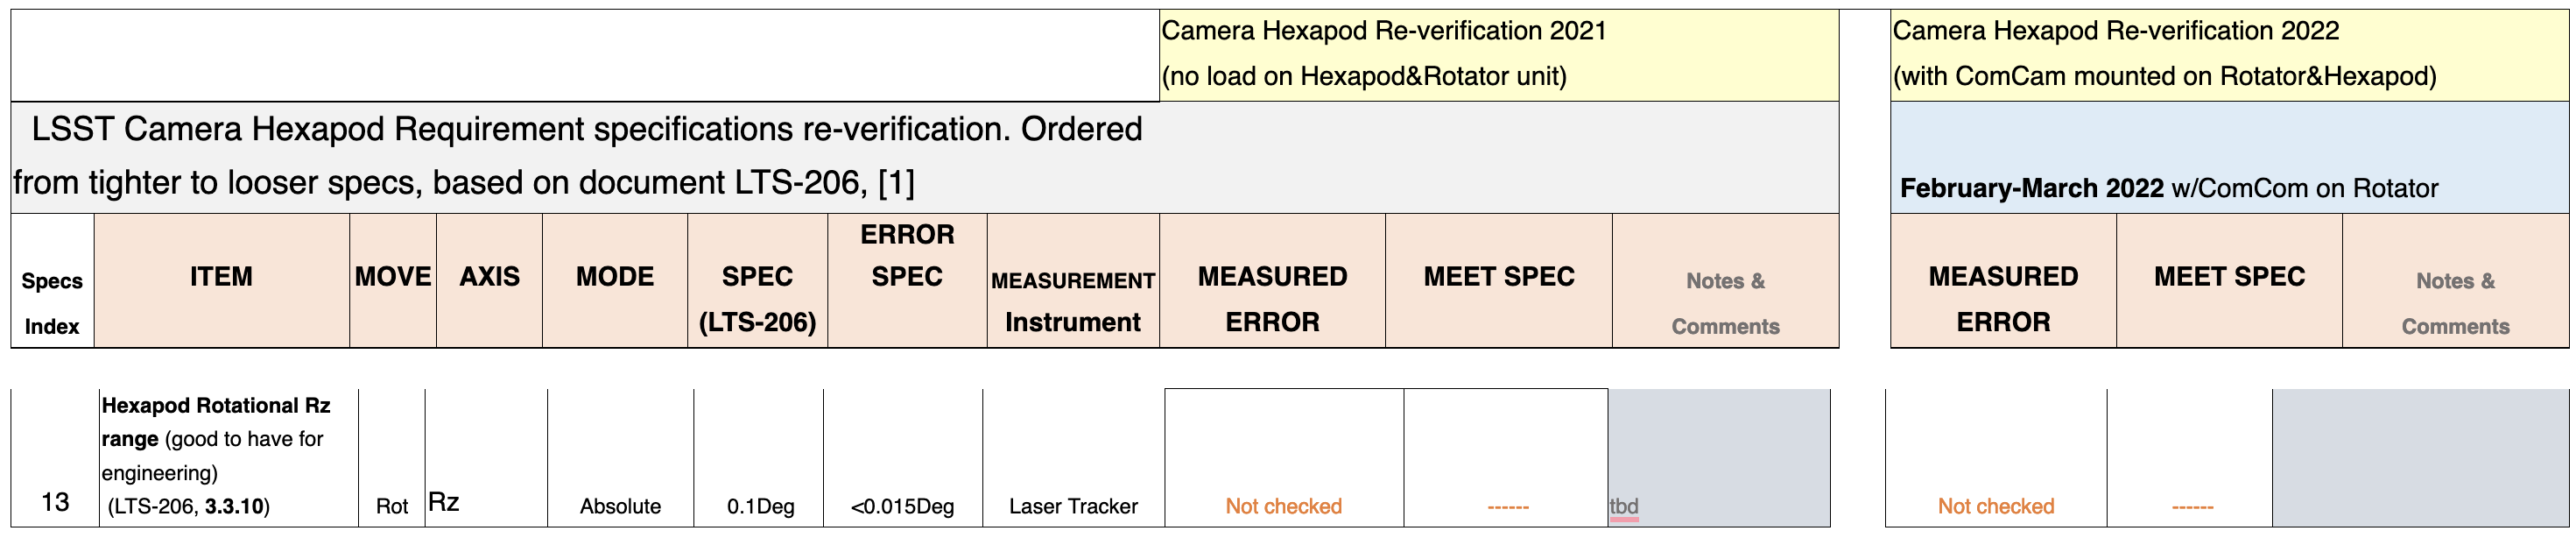 Camera Hexapod Re-verification 2021
(no load on Hexapod&Rotator unit)
Camera Hexapod Re-verification 2022
(with ComCam mounted on Rotator&Hexapod)
LSST Camera Hexapod Requirement specifications re-verification. Ordered
from tighter to looser specs, based on document LTS-206, [1]
February-March 2022 w/ComCom on Rotator
Specs
Index
ITEM
MOVE
AXIS
MODE
SPEC
(LTS-206)
ERROR
SPEC
MEASUREMENT
Instrument
MEASURED
ERROR
MEET SPEC
Notes &
Comments
MEASURED
ERROR
MEET SPEC
Notes &
Comments
13
Hexapod Rotational Rz
range (good to have for
engineering)
(LTS-206, 3.3.10)
Rot
Rz
Absolute
0.1Deg
<0.015Deg
Laser Tracker
Not checked
------
tbd
Not checked
------